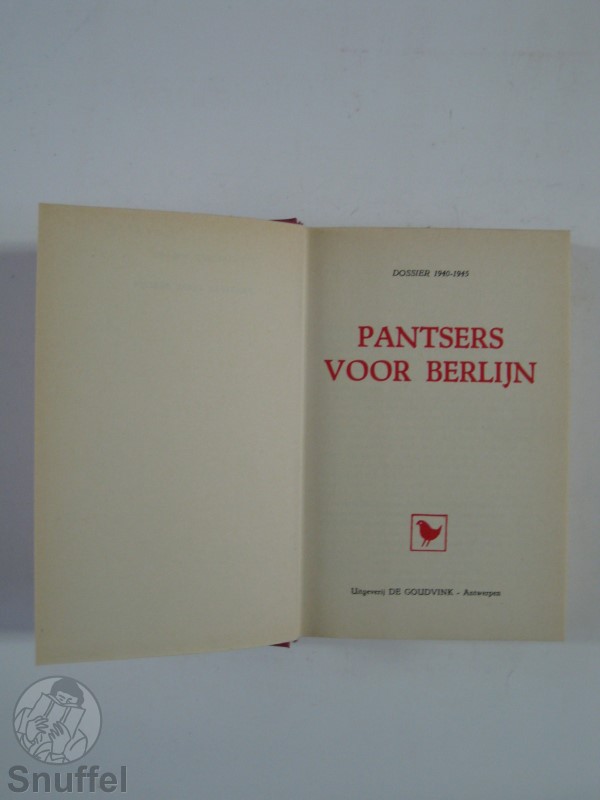 DOSSIER 1940-1945
PANTSERS
VOOR BERLIJN
Uitgeverij DE GOUDVINK - Antwerpen
Snuffel